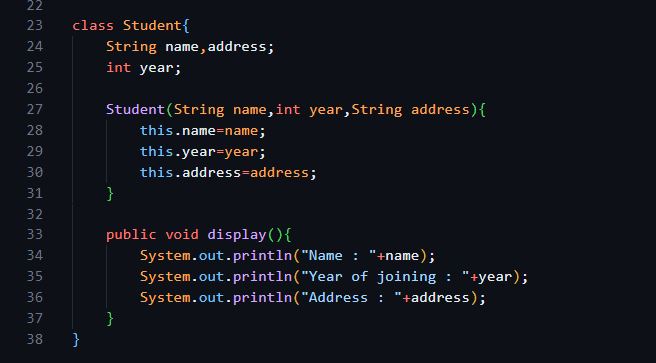 22
23 class Student{
24     String name,address;
25     int year;
26
27     Student(String name,int year,String address){
28         this.name=name;
29         this.year=year;
30         this.address=address;
31     }
32
33     public void display(){
34         System.out.println("Name : "+name);
35         System.out.println("Year of joining : "+year);
36         System.out.println("Address : "+address);
37     }
38 }